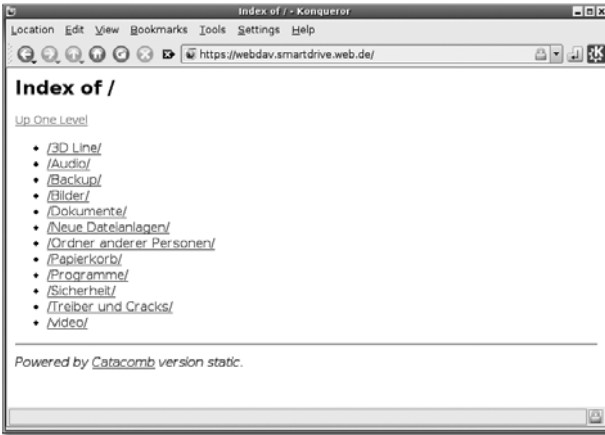 Index of / - Konqueror
Location Edit View Bookmarks Tools Settings Help
https://webdav.smartdrive.web.de/
Index of /
Up One Level
/3D Line/
/Audio/
/Backup/
/Bilder/
/Dokumente/
/Neue Dateianlagen/
/Ordner anderer Personen/
/Papierkorb/
/Programme/
/Sicherheit/
/Treiber und Cracks/
/video/
Powered by Catacomb version static.